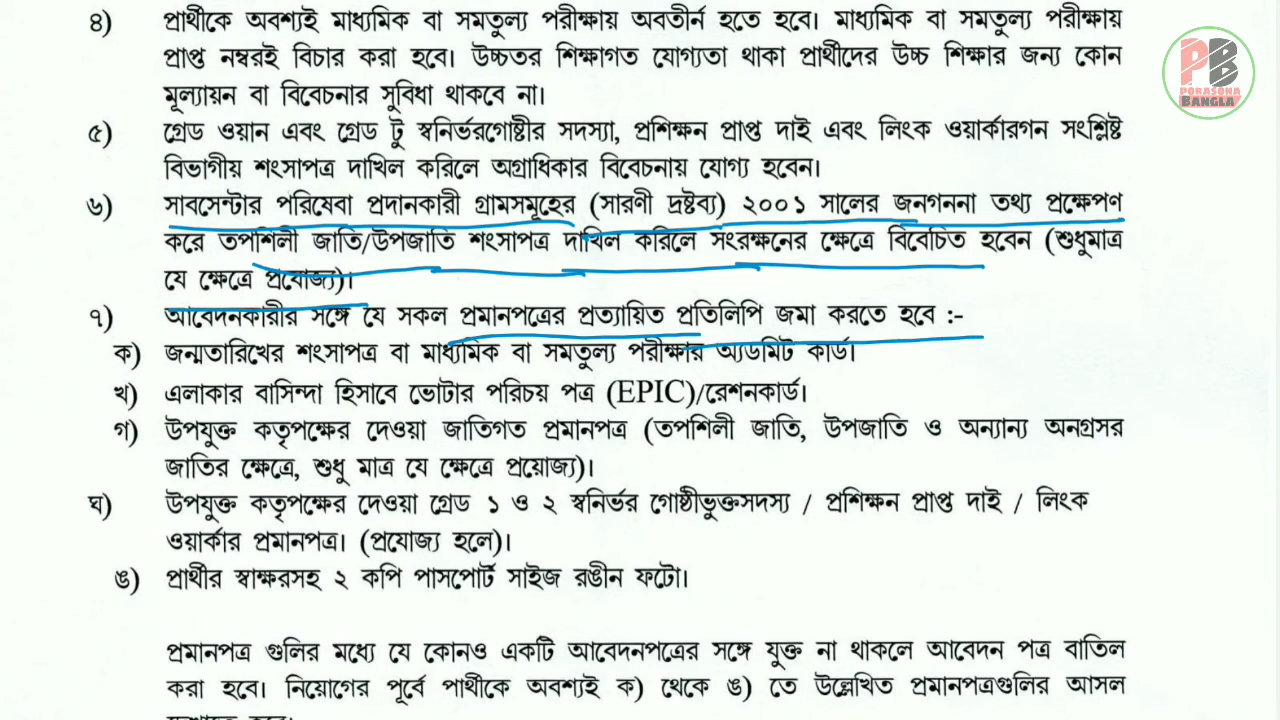 ৪) প্রার্থীকে অবশ্যই মাধ্যমিক বা সমতুল্য পরীক্ষায় অবতীর্ন হতে হবে। মাধ্যমিক বা সমতুল্য পরীক্ষায়
প্রাপ্ত নম্বরই বিচার করা হবে। উচ্চতর শিক্ষাগত যোগ্যতা থাকা প্রার্থীদের উচ্চ শিক্ষার জন্য কোন
মূল্যায়ন বা বিবেচনার সুবিধা থাকবে না।
PB
PORASONA
BANGLA
৫) গ্রেড ওয়ান এবং গ্রেড টু স্বনির্ভরগোষ্টীর সদস্যা, প্রশিক্ষন প্রাপ্ত দাই এবং লিংক ওয়ার্কারগন সংশ্লিষ্ট
বিভাগীয় শংসাপত্র দাখিল করিলে অগ্রাধিকার বিবেচনায় যোগ্য হবেন।
৬) সাবসেন্টার পরিষেবা প্রদানকারী গ্রামসমূহের (সারণী দ্রষ্টব্য) ২০০১ সালের জনগননা তথ্য প্রক্ষেপণ
করে তপশিলী জাতি/উপজাতি শংসাপত্র দাখিল করিলে সংরক্ষনের ক্ষেত্রে বিবেচিত হবেন (শুধুমাত্র
যে ক্ষেত্রে প্রযোজ্য)।
৭) আবেদনকারীর সঙ্গে যে সকল প্রমানপত্রের প্রত্যায়িত প্রতিলিপি জমা করতে হবে :-
ক) জন্মতারিখের শংসাপত্র বা মাধ্যমিক বা সমতুল্য পরীক্ষার অ্যডমিট কার্ড।
খ) এলাকার বাসিন্দা হিসাবে ভোটার পরিচয় পত্র (EPIC)/রেশনকার্ড।
গ) উপযুক্ত কতৃপক্ষের দেওয়া জাতিগত প্রমানপত্র (তপশিলী জাতি, উপজাতি ও অন্যান্য অনগ্রসর
জাতির ক্ষেত্রে, শুধু মাত্র যে ক্ষেত্রে প্রয়োজ্য)।
ঘ) উপযুক্ত কতৃপক্ষের দেওয়া গ্রেড ১ ও ২ স্বনির্ভর গোষ্ঠীভুক্তসদস্য / প্রশিক্ষন প্রাপ্ত দাই / লিংক
ওয়ার্কার প্রমানপত্র। (প্রযোজ্য হলে)।
ঙ) প্রার্থীর স্বাক্ষরসহ ২ কপি পাসপোর্ট সাইজ রঙীন ফটো।
প্রমানপত্র গুলির মধ্যে যে কোনও একটি আবেদনপত্রের সঙ্গে যুক্ত না থাকলে আবেদন পত্র বাতিল
করা হবে। নিয়োগের পূর্বে পার্থীকে অবশ্যই ক) থেকে ঙ) তে উল্লেখিত প্রমানপত্রগুলির আসল